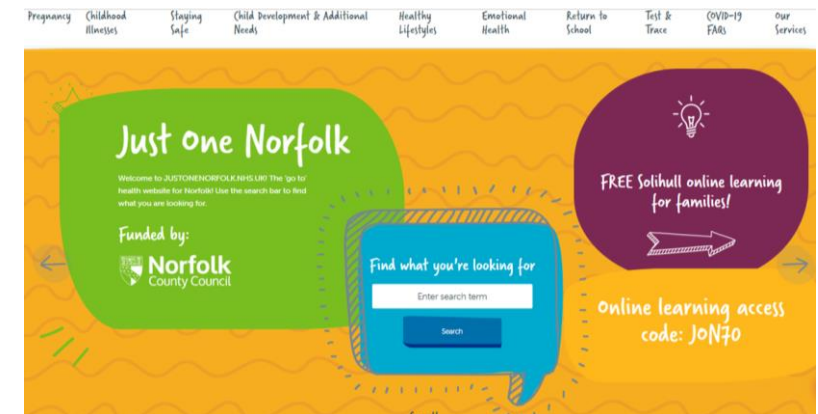 Pregnancy
Childhood
Illnesses
Staying
Safe
Child Development & Additional
Needs
Healthy
Lifestyles
Emotional
Health
Return to
School
Test &
Trace
COVID-19
FAQs
Our
Services
Just One Norfolk
Welcome to JUSTONENORFOLK.NHS.UK! The 'go to'
health website for Norfolk! Use the search bar to find
what you are looking for.
Funded by:
Norfolk
County Council
Find what you're looking for
Enter search term
Search
FREE Solihull online learning
for families!
Online learning access
code: JON70